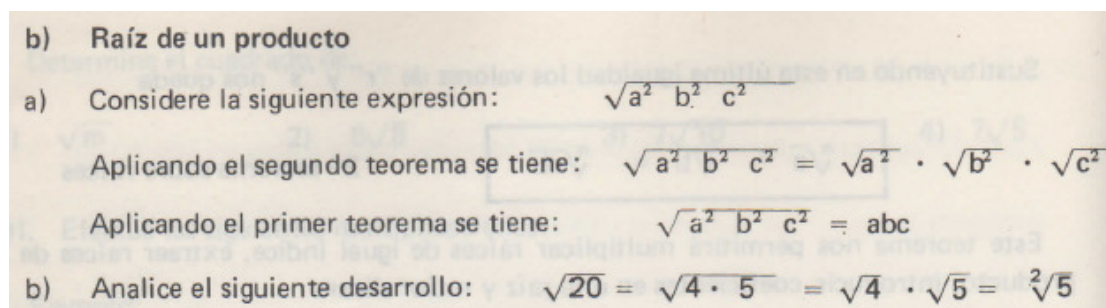 b) Raíz de un producto
a) Considere la siguiente expresión: √a² b² c²
Aplicando el segundo teorema se tiene: √a² b² c² = √a² · √b² · √c²
Aplicando el primer teorema se tiene: √a² b² c² = abc
b) Analice el siguiente desarrollo: √20 = √4 · 5 = √4 · √5 = ²√5